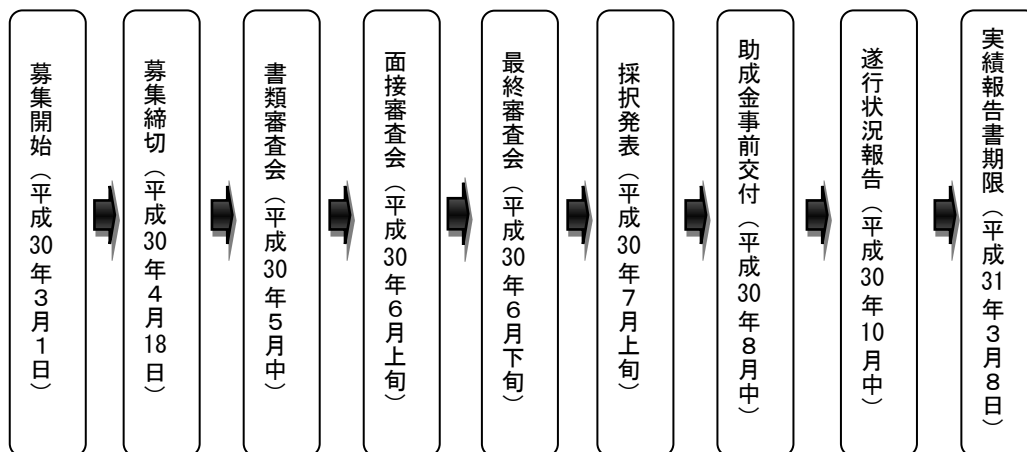 募集開始（平成30年３月１日）
募集締切（平成30年４月18日）
書類審査会（平成30年５月中）
面接審査会（平成30年６月上旬）
最終審査会（平成30年６月下旬）
採択発表（平成30年７月上旬）
助成金事前交付（平成30年８月中）
遂行状況報告（平成30年10月中）
実績報告書期限（平成31年３月８日）